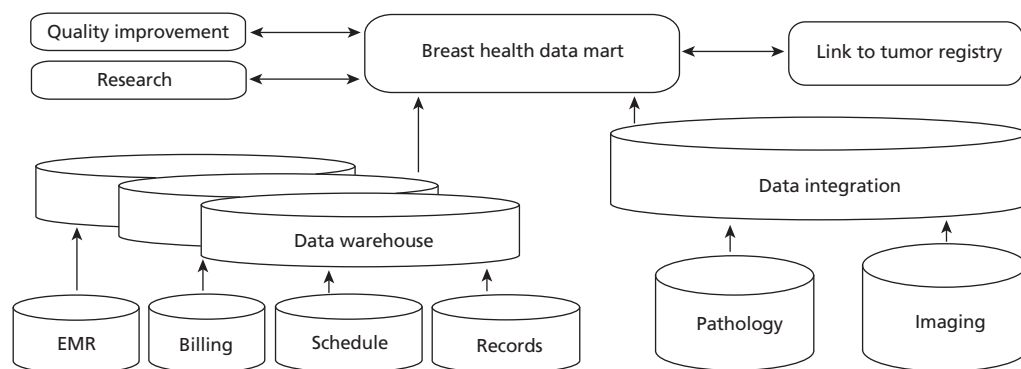 Quality improvement
Breast health data mart
Link to tumor registry
Research
Data integration
Data warehouse
EMR
Billing
Schedule
Records
Pathology
Imaging